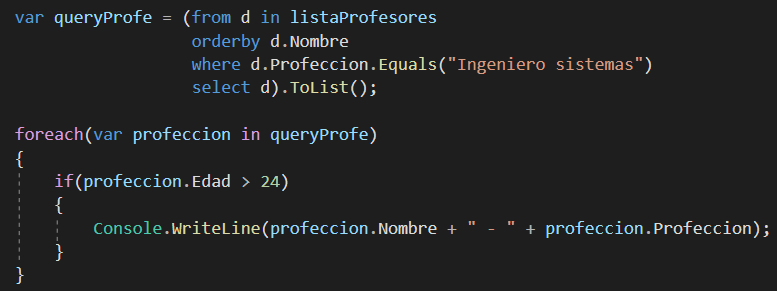 var queryProfe = (from d in listaProfesores
                  orderby d.Nombre
                  where d.Profeccion.Equals("Ingeniero sistemas")
                  select d).ToList();

foreach(var profeccion in queryProfe)
{
    if(profeccion.Edad > 24)
    {
        Console.WriteLine(profeccion.Nombre + " - " + profeccion.Profeccion);
    }
}